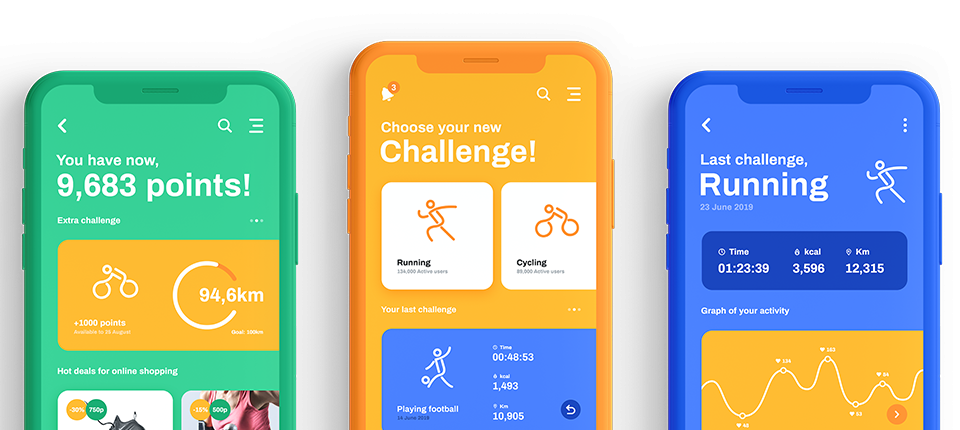 You have now,
9,683 points!
Extra challenge
94,6km
+1000 points
Available to 30 August
Goal: 100km
Hot deals for online shopping
-30%
750p
-15%
500p
3
Choose your new
Challenge!
Running
134,000 Active users
Cycling
89,000 Active users
Your last challenge
Time
00:48:53
kcal
1,493
Playing football
14 June 2019
Km
10,905
Last challenge,
Running
23 June 2019
Time
kcal
Km
01:23:39
3,596
12,315
Graph of your activity
134
182
84